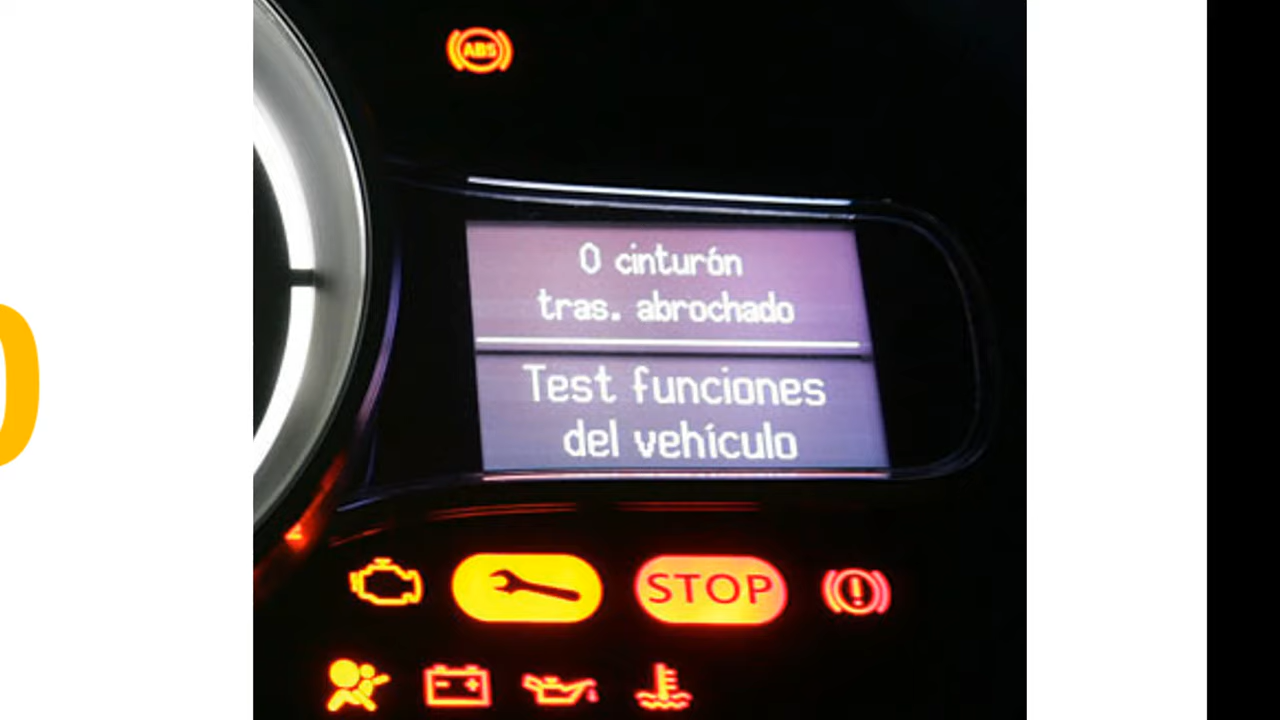 ABS
0 cinturón
tras. abrochado
Test funciones
del vehículo
STOP